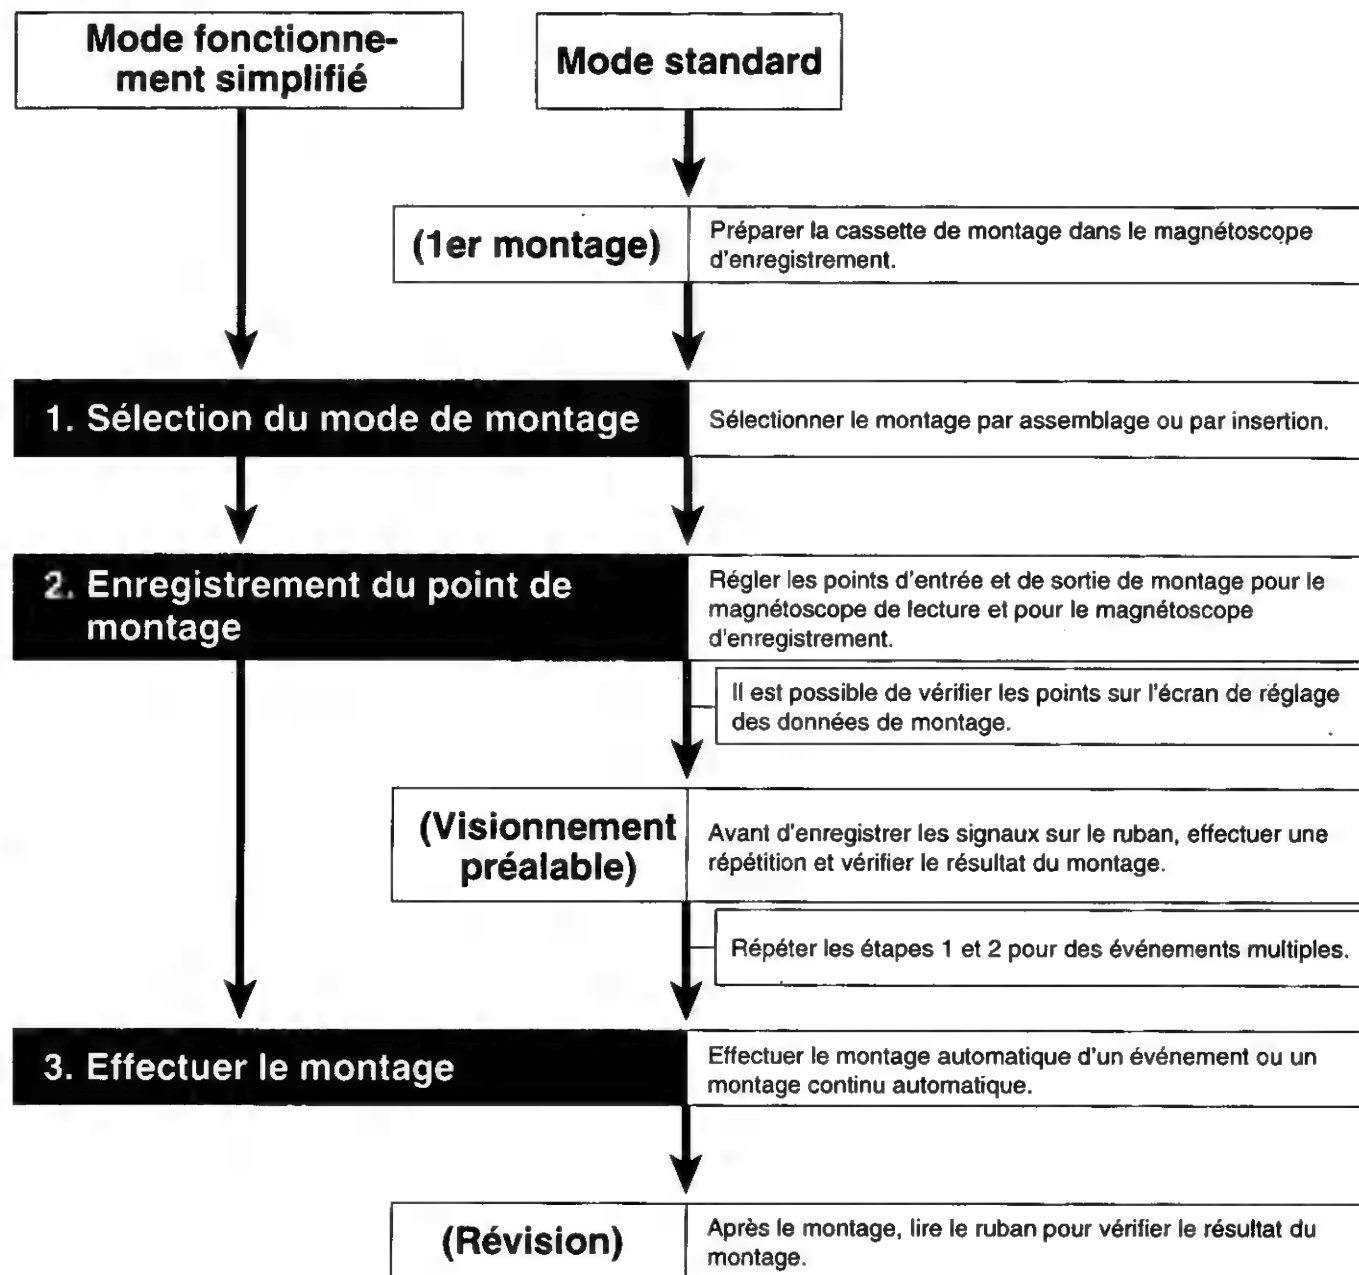 Mode fonctionne-
ment simplifié
Mode standard
(1er montage)
Préparer la cassette de montage dans le magnétoscope
d'enregistrement.
1. Sélection du mode de montage
Sélectionner le montage par assemblage ou par insertion.
2. Enregistrement du point de
montage
Régler les points d'entrée et de sortie de montage pour le
magnétoscope de lecture et pour le magnétoscope
d'enregistrement.
Il est possible de vérifier les points sur l'écran de réglage
des données de montage.
(Visionnement
préalable)
Avant d'enregistrer les signaux sur le ruban, effectuer une
répétition et vérifier le résultat du montage.
Répéter les étapes 1 et 2 pour des événements multiples.
3. Effectuer le montage
Effectuer le montage automatique d'un événement ou un
montage continu automatique.
(Révision)
Après le montage, lire le ruban pour vérifier le résultat du
montage.